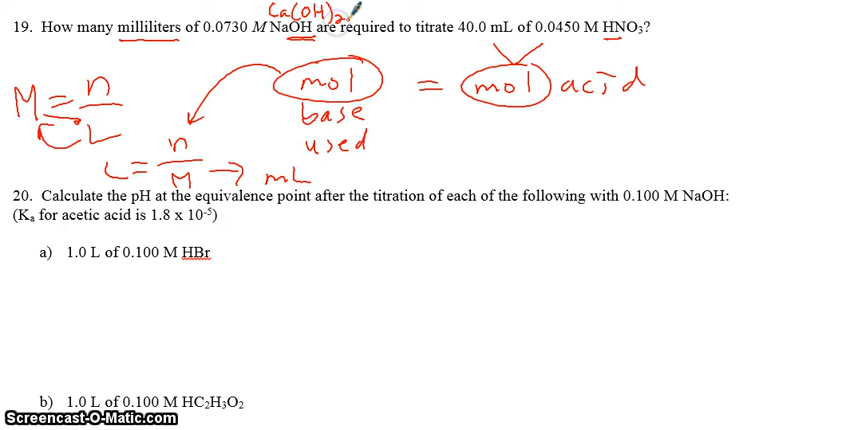 Ca(OH)₂
19. How many milliliters of 0.0730 M NaOH are required to titrate 40.0 mL of 0.0450 M HNO₃?
M = n/L
mol = mol acid
base
used
L = n/M → mL
20. Calculate the pH at the equivalence point after the titration of each of the following with 0.100 M NaOH:
(Kₐ for acetic acid is 1.8 x 10⁻⁵)
a) 1.0 L of 0.100 M HBr
b) 1.0 L of 0.100 M HC₂H₃O₂
Screencast-O-Matic.com